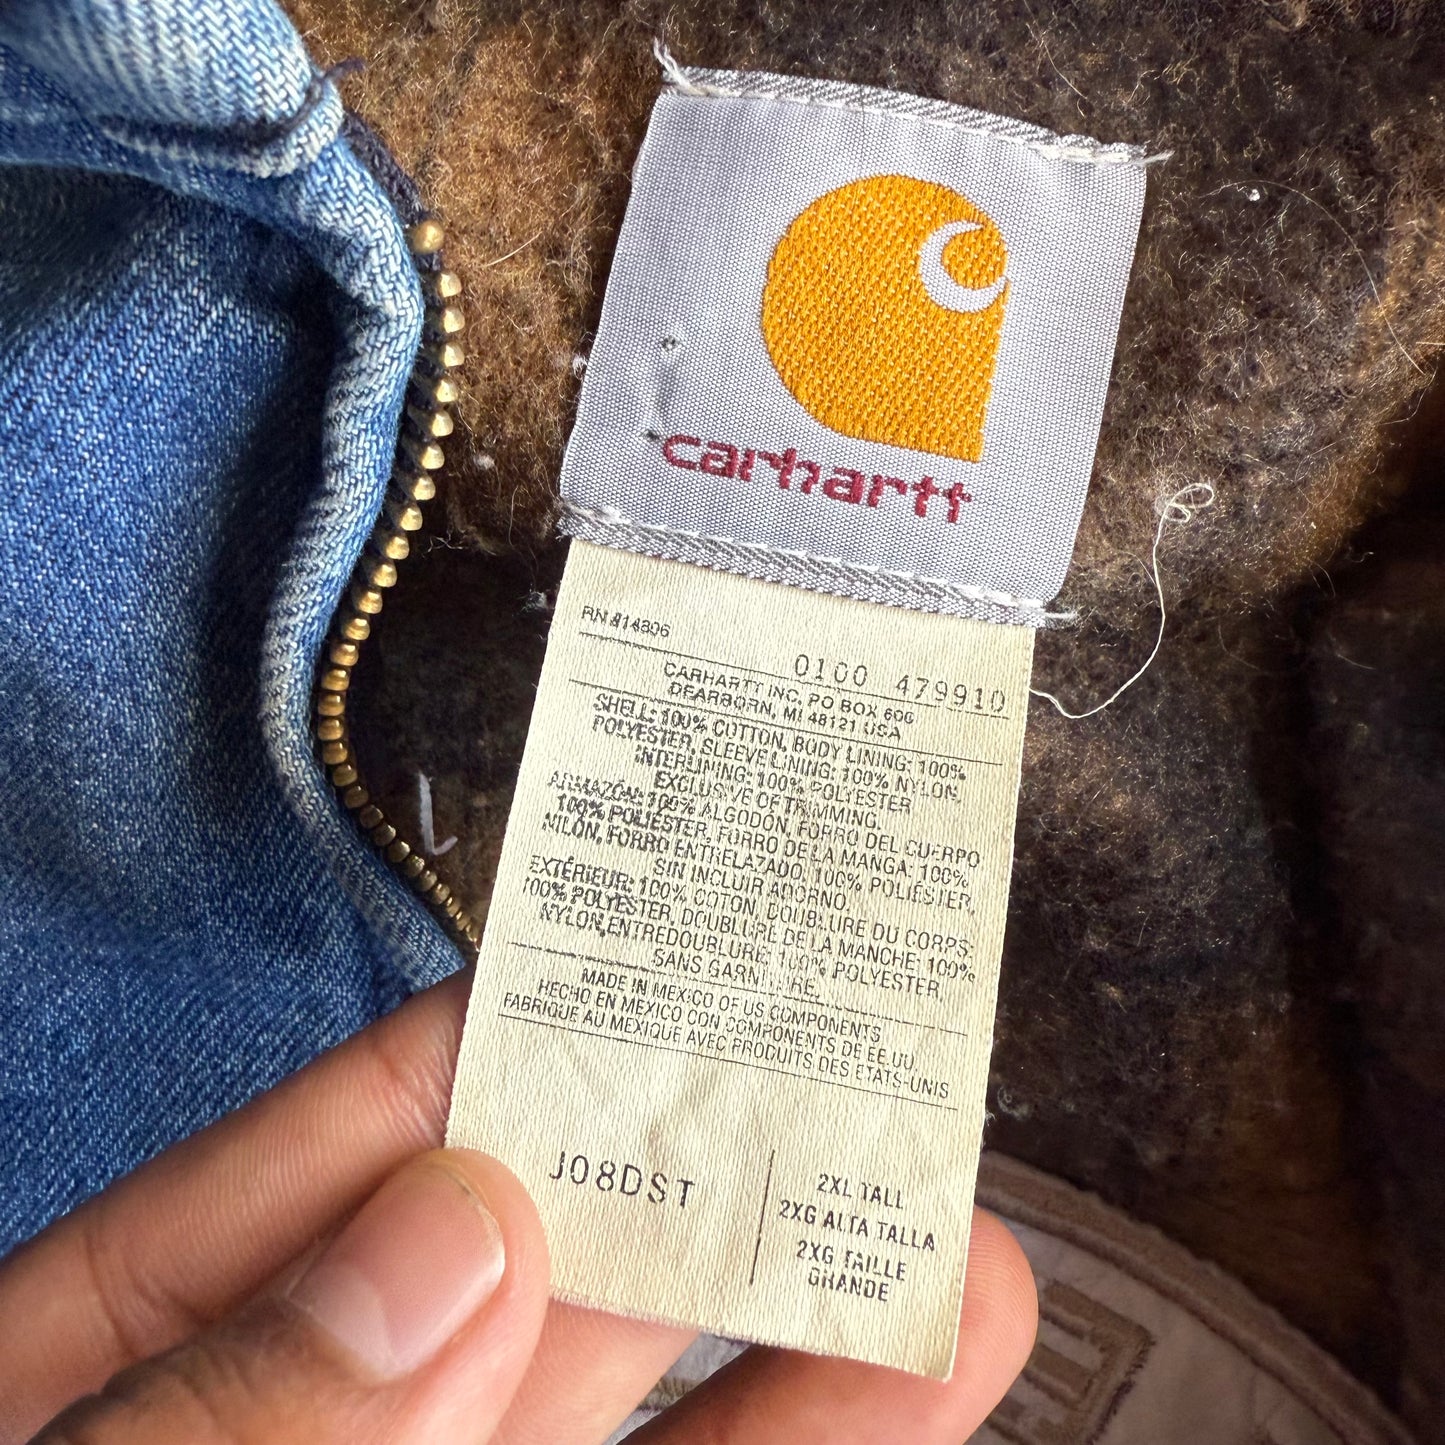 carhartt
RN #14806
0100 479910
CARHARTT INC, PO BOX 600
DEARBORN, MI 48121 USA
SHELL: 100% COTTON, BODY LINING: 100%
POLYESTER, SLEEVE LINING: 100% NYLON,
INTERLINING: 100% POLYESTER
EXCLUSIVE OF TRIMMING.
ARMAZÓN: 100% ALGODÓN, FORRO DEL CUERPO
100% POLIÉSTER, FORRO DE LA MANGA: 100%
NILÓN, FORRO ENTRELAZADO, 100% POLIÉSTER,
SIN INCLUIR ADORNO.
EXTÉRIEUR: 100% COTON, DOUBLURE DU CORPS:
100% POLYESTER, DOUBLURE DE LA MANCHE: 100%
NYLON, ENTREDOUBLURE: 100% POLYESTER,
SANS GARNITURE.
MADE IN MEXICO OF US COMPONENTS
HECHO EN MEXICO CON COMPONENTS DE EE.UU.
FABRIQUE AU MEXIQUE AVEC PRODUITS DES ETATS-UNIS
J08DST
2XL TALL
2XG ALTA TALLA
2XG TAILLE
GRANDE